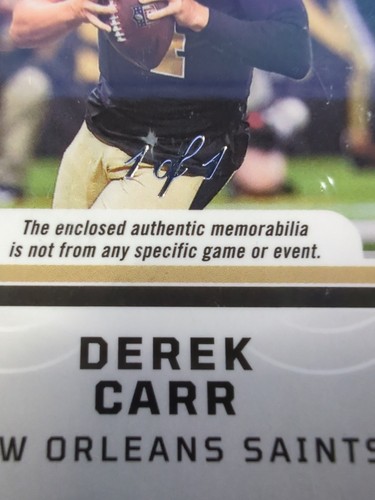 1 of 1
The enclosed authentic memorabilia
is not from any specific game or event.
DEREK
CARR
W ORLEANS SAINTS